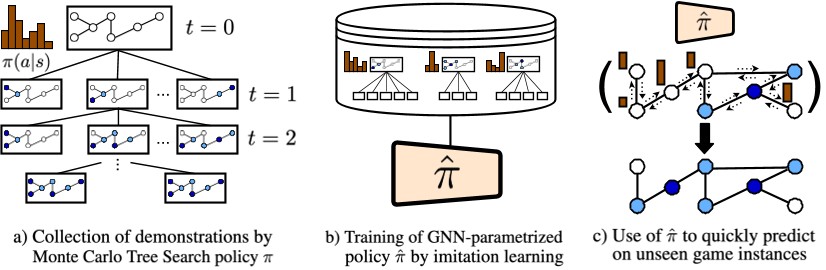 π(a|s)
t = 0
... t = 1
... t = 2
⋮
π̂
π̂
π̂
( )
a) Collection of demonstrations by
Monte Carlo Tree Search policy π
b) Training of GNN-parametrized
policy π̂ by imitation learning
c) Use of π̂ to quickly predict
on unseen game instances